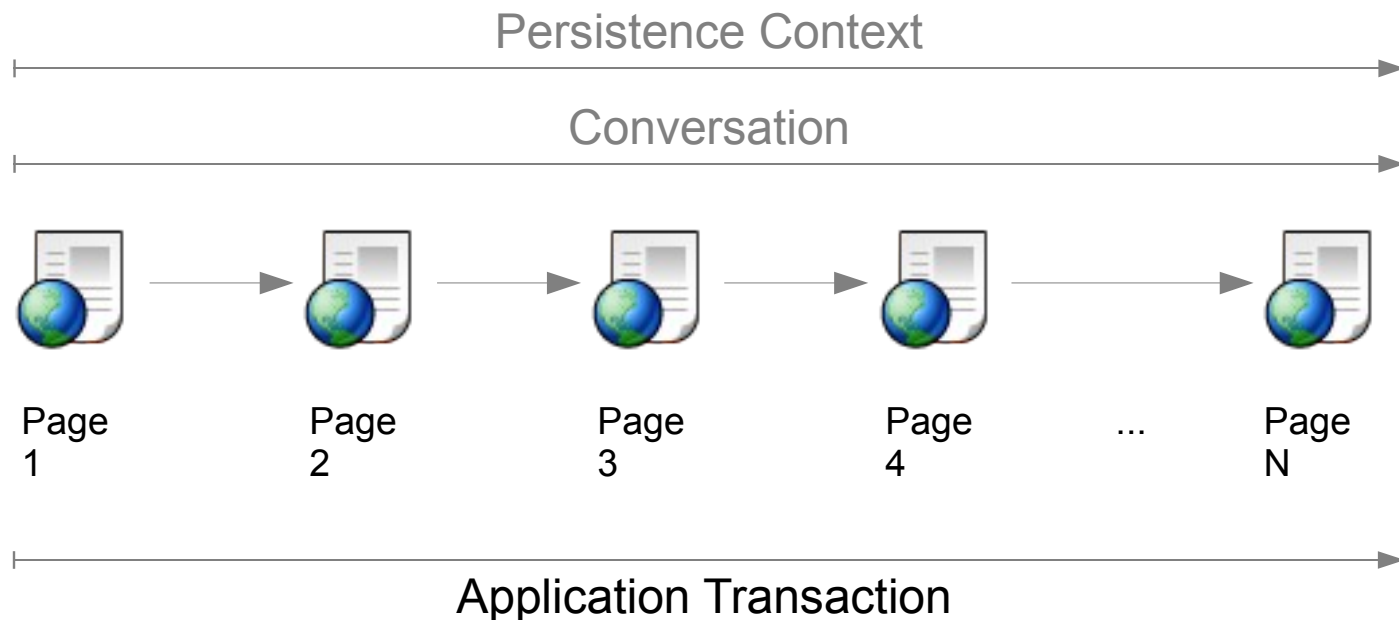 Persistence Context
Conversation
Page Page Page Page ... Page
1 2 3 4 N
Application Transaction